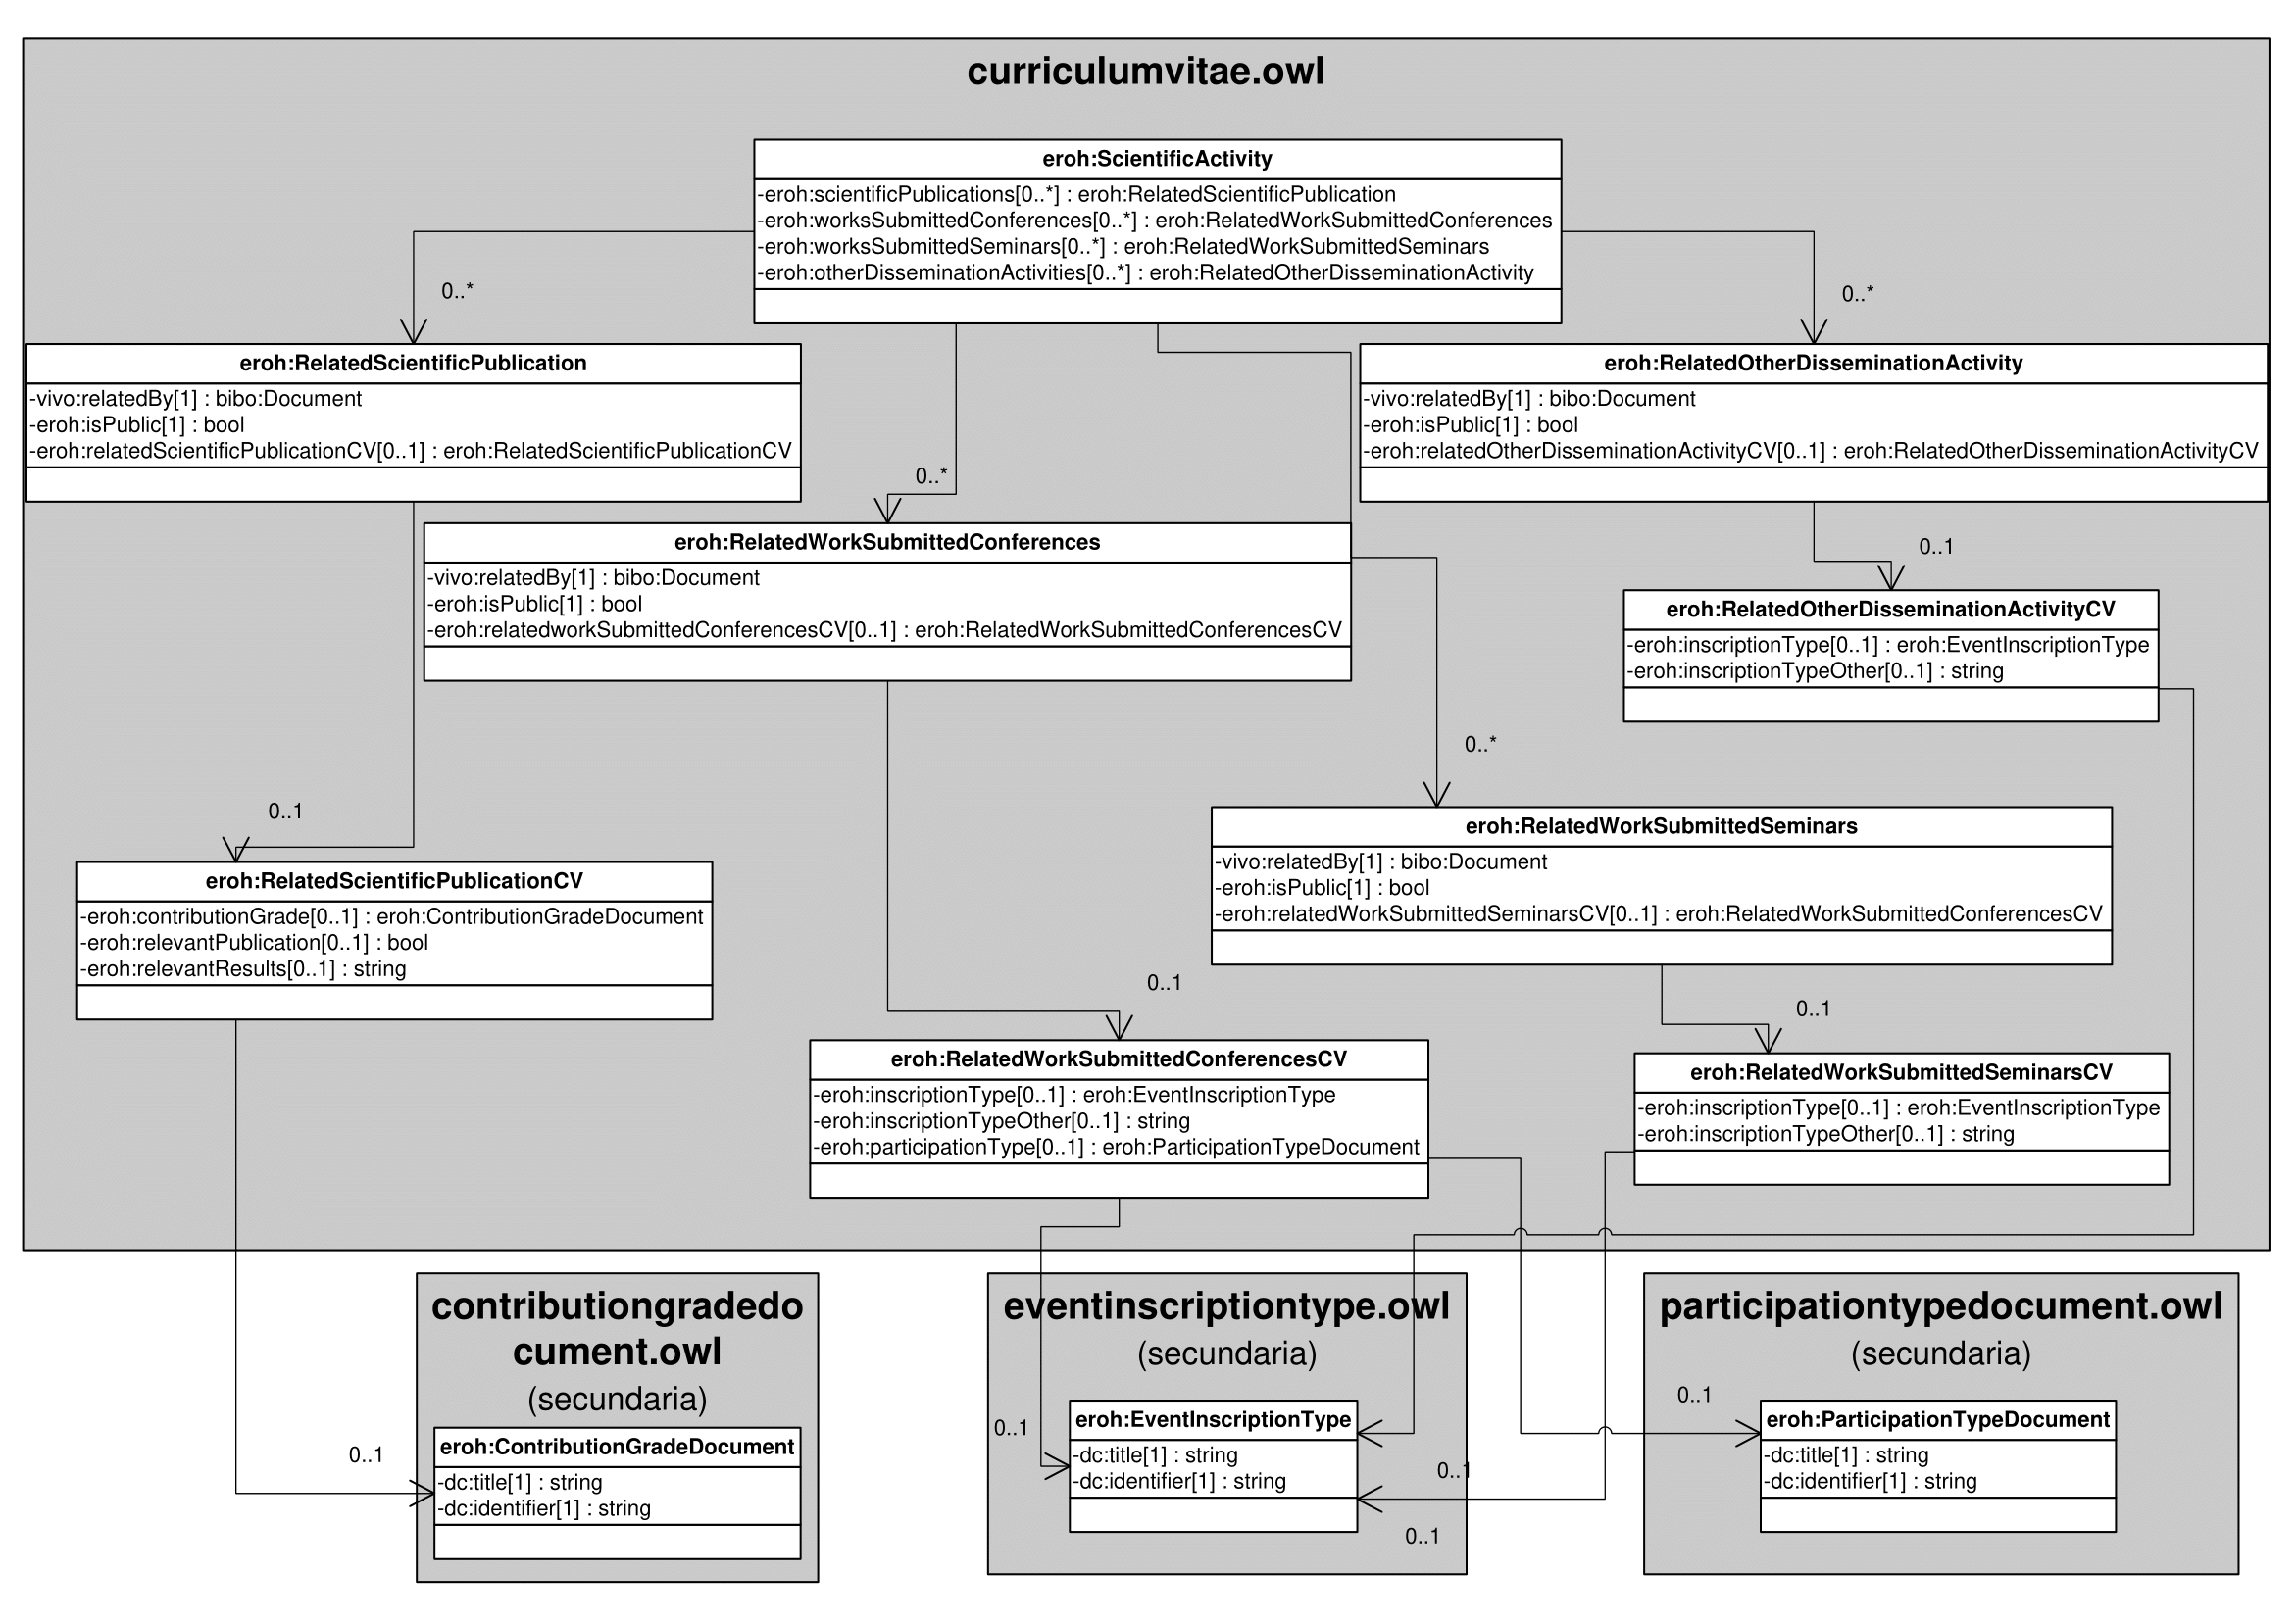 curriculumvitae.owl
eroh:ScientificActivity
-eroh:scientificPublications[0..*] : eroh:RelatedScientificPublication
-eroh:worksSubmittedConferences[0..*] : eroh:RelatedWorkSubmittedConferences
-eroh:worksSubmittedSeminars[0..*] : eroh:RelatedWorkSubmittedSeminars
-eroh:otherDisseminationActivities[0..*] : eroh:RelatedOtherDisseminationActivity
0..*
0..*
eroh:RelatedScientificPublication
-vivo:relatedBy[1] : bibo:Document
-eroh:isPublic[1] : bool
-eroh:relatedScientificPublicationCV[0..1] : eroh:RelatedScientificPublicationCV
eroh:RelatedOtherDisseminationActivity
-vivo:relatedBy[1] : bibo:Document
-eroh:isPublic[1] : bool
-eroh:relatedOtherDisseminationActivityCV[0..1] : eroh:RelatedOtherDisseminationActivityCV
0..*
eroh:RelatedWorkSubmittedConferences
-vivo:relatedBy[1] : bibo:Document
-eroh:isPublic[1] : bool
-eroh:relatedworkSubmittedConferencesCV[0..1] : eroh:RelatedWorkSubmittedConferencesCV
0..1
eroh:RelatedOtherDisseminationActivityCV
-eroh:inscriptionType[0..1] : eroh:EventInscriptionType
-eroh:inscriptionTypeOther[0..1] : string
0..*
0..1
eroh:RelatedWorkSubmittedSeminars
-vivo:relatedBy[1] : bibo:Document
-eroh:isPublic[1] : bool
-eroh:relatedWorkSubmittedSeminarsCV[0..1] : eroh:RelatedWorkSubmittedConferencesCV
eroh:RelatedScientificPublicationCV
-eroh:contributionGrade[0..1] : eroh:ContributionGradeDocument
-eroh:relevantPublication[0..1] : bool
-eroh:relevantResults[0..1] : string
0..1
0..1
eroh:RelatedWorkSubmittedConferencesCV
-eroh:inscriptionType[0..1] : eroh:EventInscriptionType
-eroh:inscriptionTypeOther[0..1] : string
-eroh:participationType[0..1] : eroh:ParticipationTypeDocument
eroh:RelatedWorkSubmittedSeminarsCV
-eroh:inscriptionType[0..1] : eroh:EventInscriptionType
-eroh:inscriptionTypeOther[0..1] : string
contributiongradedo
cument.owl
(secundaria)
0..1
eroh:ContributionGradeDocument
-dc:title[1] : string
-dc:identifier[1] : string
eventinscriptiontype.owl
(secundaria)
0..1
eroh:EventInscriptionType
-dc:title[1] : string
-dc:identifier[1] : string
0..1
0..1
participationtypedocument.owl
(secundaria)
0..1
eroh:ParticipationTypeDocument
-dc:title[1] : string
-dc:identifier[1] : string